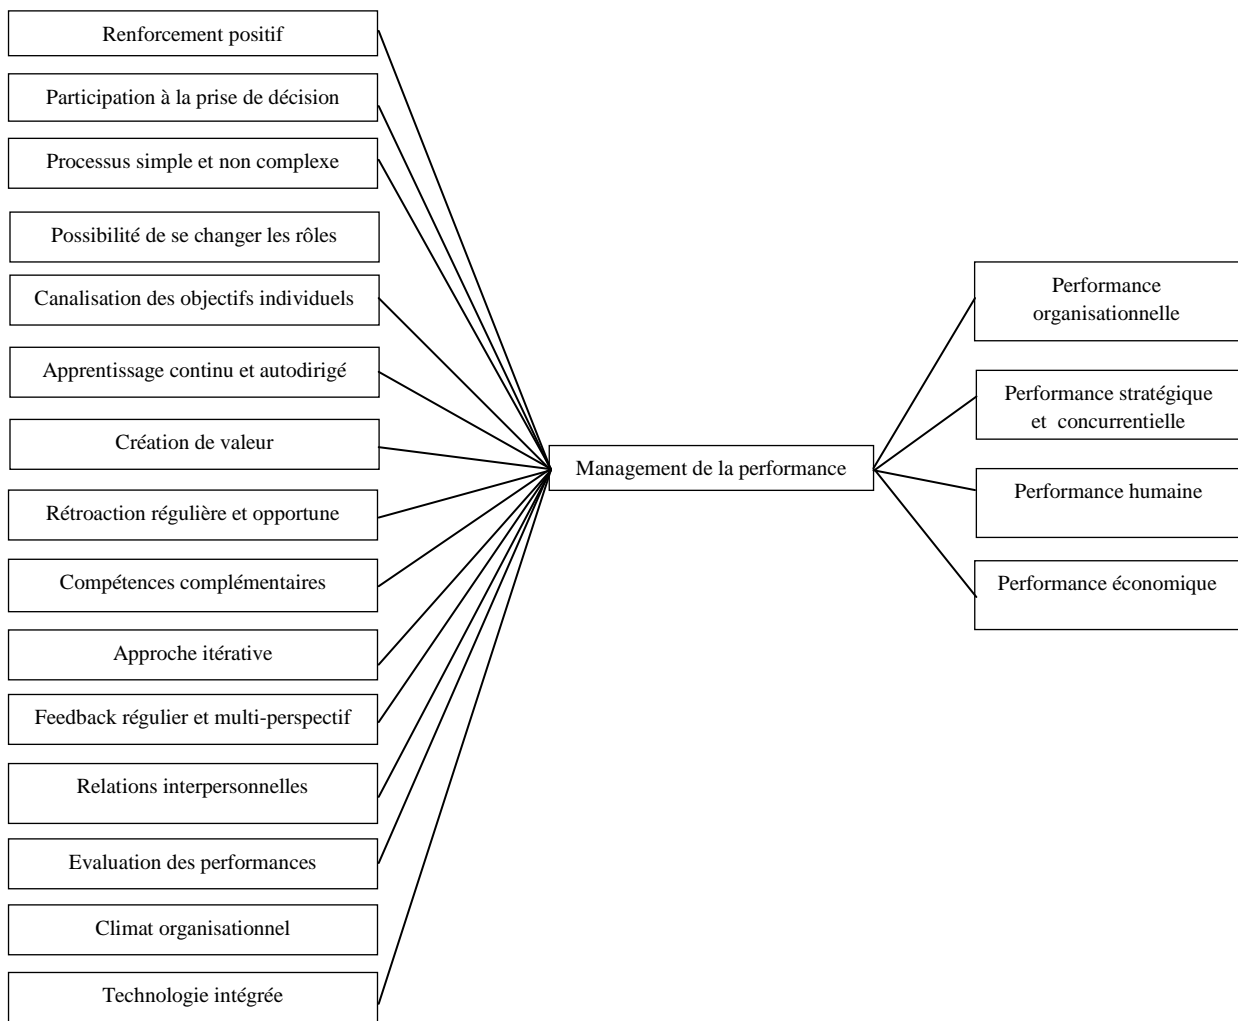 Renforcement positif
Participation à la prise de décision
Processus simple et non complexe
Possibilité de se changer les rôles
Canalisation des objectifs individuels
Apprentissage continu et autodirigé
Création de valeur
Rétroaction régulière et opportune
Compétences complémentaires
Approche itérative
Feedback régulier et multi-perspectif
Relations interpersonnelles
Evaluation des performances
Climat organisationnel
Technologie intégrée
Management de la performance
Performance
organisationnelle
Performance stratégique
et concurrentielle
Performance humaine
Performance économique